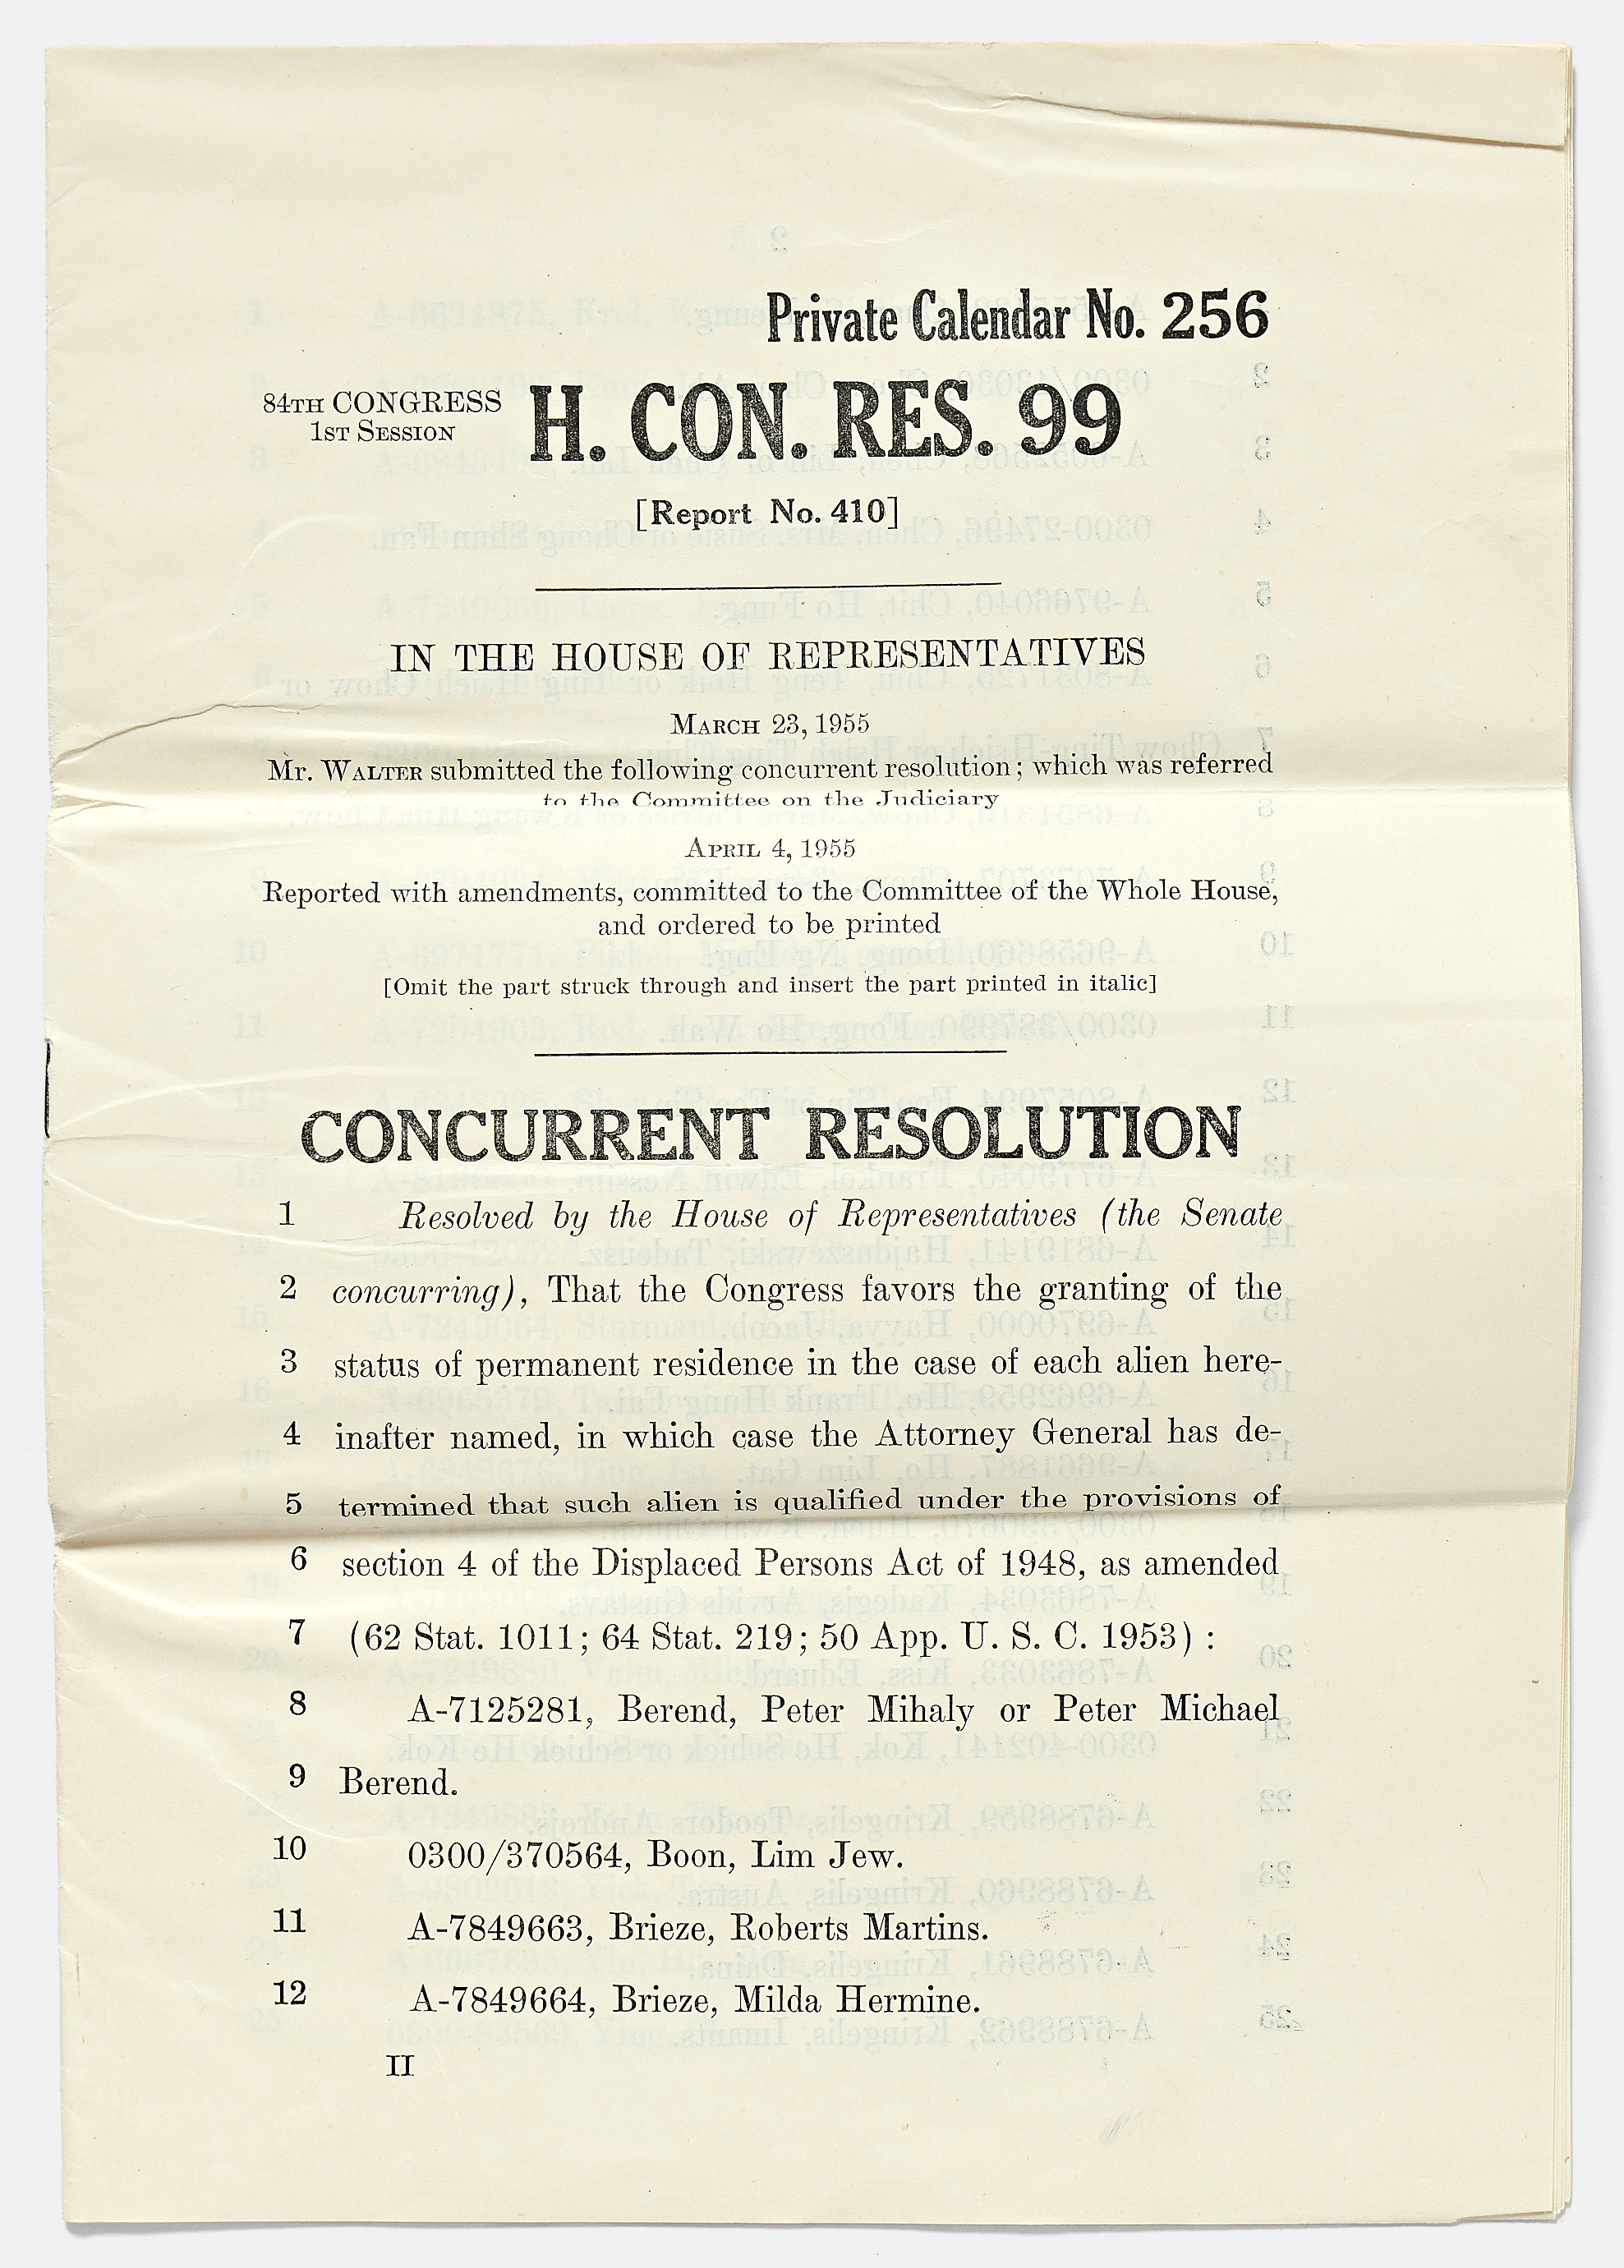 Private Calendar No. 256
84TH CONGRESS
1ST SESSION
H. CON. RES. 99
[Report No. 410]
IN THE HOUSE OF REPRESENTATIVES
MARCH 23, 1955
Mr. WALTER submitted the following concurrent resolution; which was referred
to the Committee on the Judiciary
APRIL 4, 1955
Reported with amendments, committed to the Committee of the Whole House,
and ordered to be printed
[Omit the part struck through and insert the part printed in italic]
CONCURRENT RESOLUTION
1 Resolved by the House of Representatives (the Senate
2 concurring), That the Congress favors the granting of the
3 status of permanent residence in the case of each alien here-
4 inafter named, in which case the Attorney General has de-
5 termined that such alien is qualified under the provisions of
6 section 4 of the Displaced Persons Act of 1948, as amended
7 (62 Stat. 1011; 64 Stat. 219; 50 App. U. S. C. 1953) :
8 A-7125281, Berend, Peter Mihaly or Peter Michael
9 Berend.
10 0300/370564, Boon, Lim Jew.
11 A-7849663, Brieze, Roberts Martins.
12 A-7849664, Brieze, Milda Hermine.
II